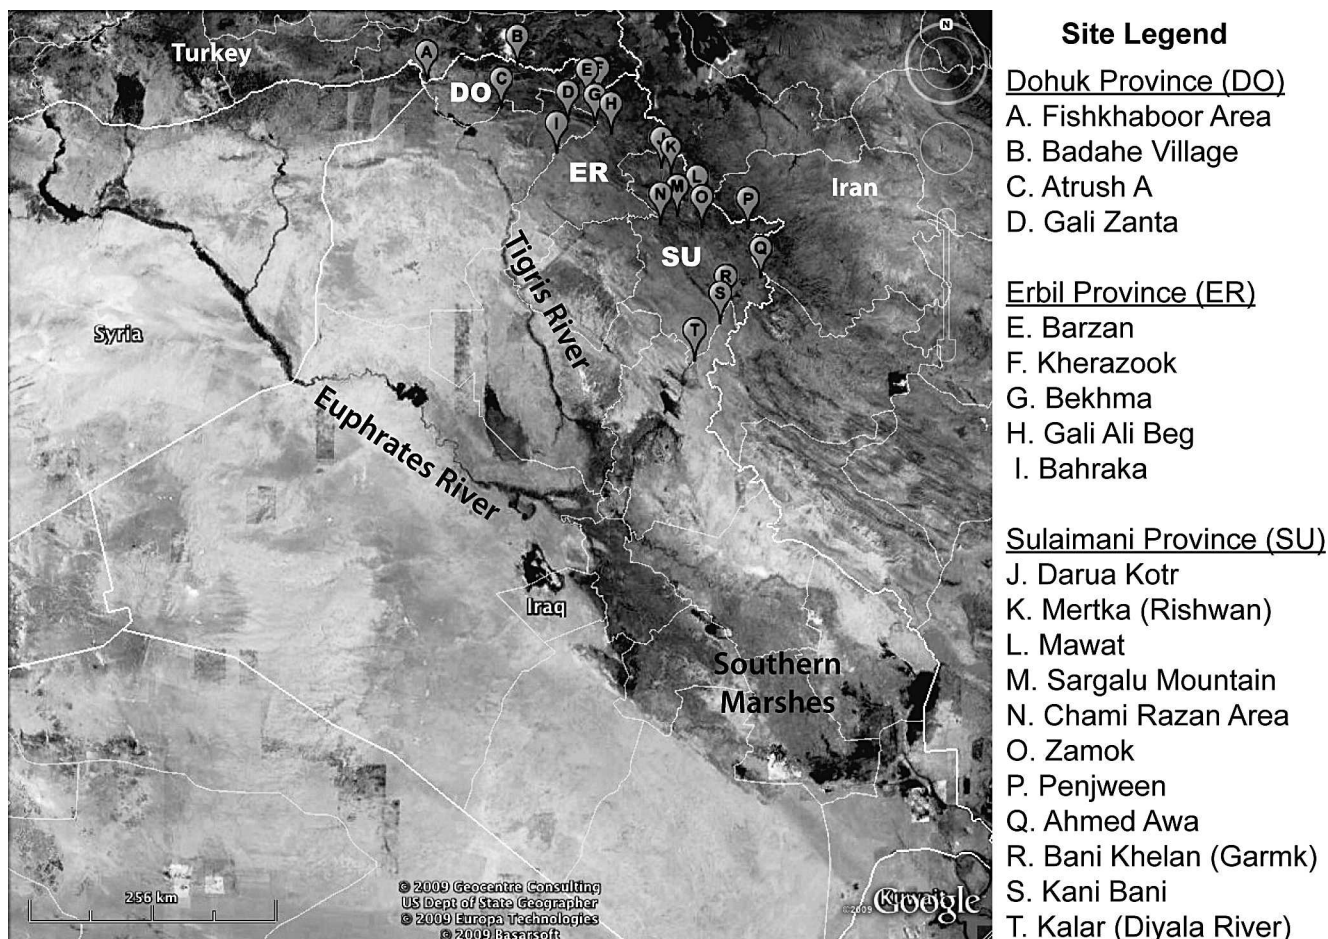 N
Turkey
A
B
C
DO
E
F
D
G
H
I
ER
J
K
L
M
N
O
P
Iran
SU
Q
R
S
T
Tigris River
Syria
Euphrates River
Iraq
Southern
Marshes
256 km
© 2009 Geocentre Consulting
US Dept of State Geographer
© 2009 Europa Technologies
© 2009 Basarsoft
Kuwait
©2009 Google
Site Legend
Dohuk Province (DO)
A. Fishkhaboor Area
B. Badahe Village
C. Atrush A
D. Gali Zanta
Erbil Province (ER)
E. Barzan
F. Kherazook
G. Bekhma
H. Gali Ali Beg
I. Bahraka
Sulaimani Province (SU)
J. Darua Kotr
K. Mertka (Rishwan)
L. Mawat
M. Sargalu Mountain
N. Chami Razan Area
O. Zamok
P. Penjween
Q. Ahmed Awa
R. Bani Khelan (Garmk)
S. Kani Bani
T. Kalar (Diyala River)